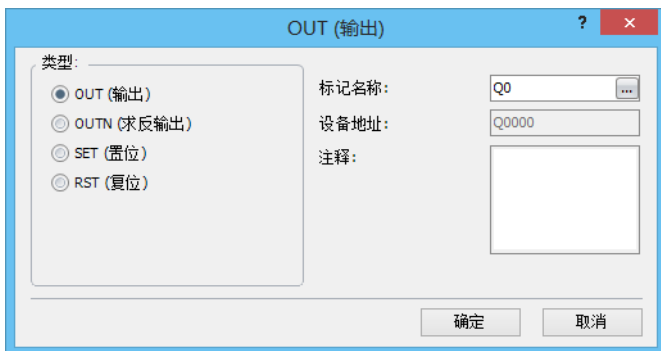 OUT (输出)
?
×
类型:
OUT (输出)
OUTN (求反输出)
SET (置位)
RST (复位)
标记名称:
Q0
...
设备地址:
Q0000
注释:
确定
取消